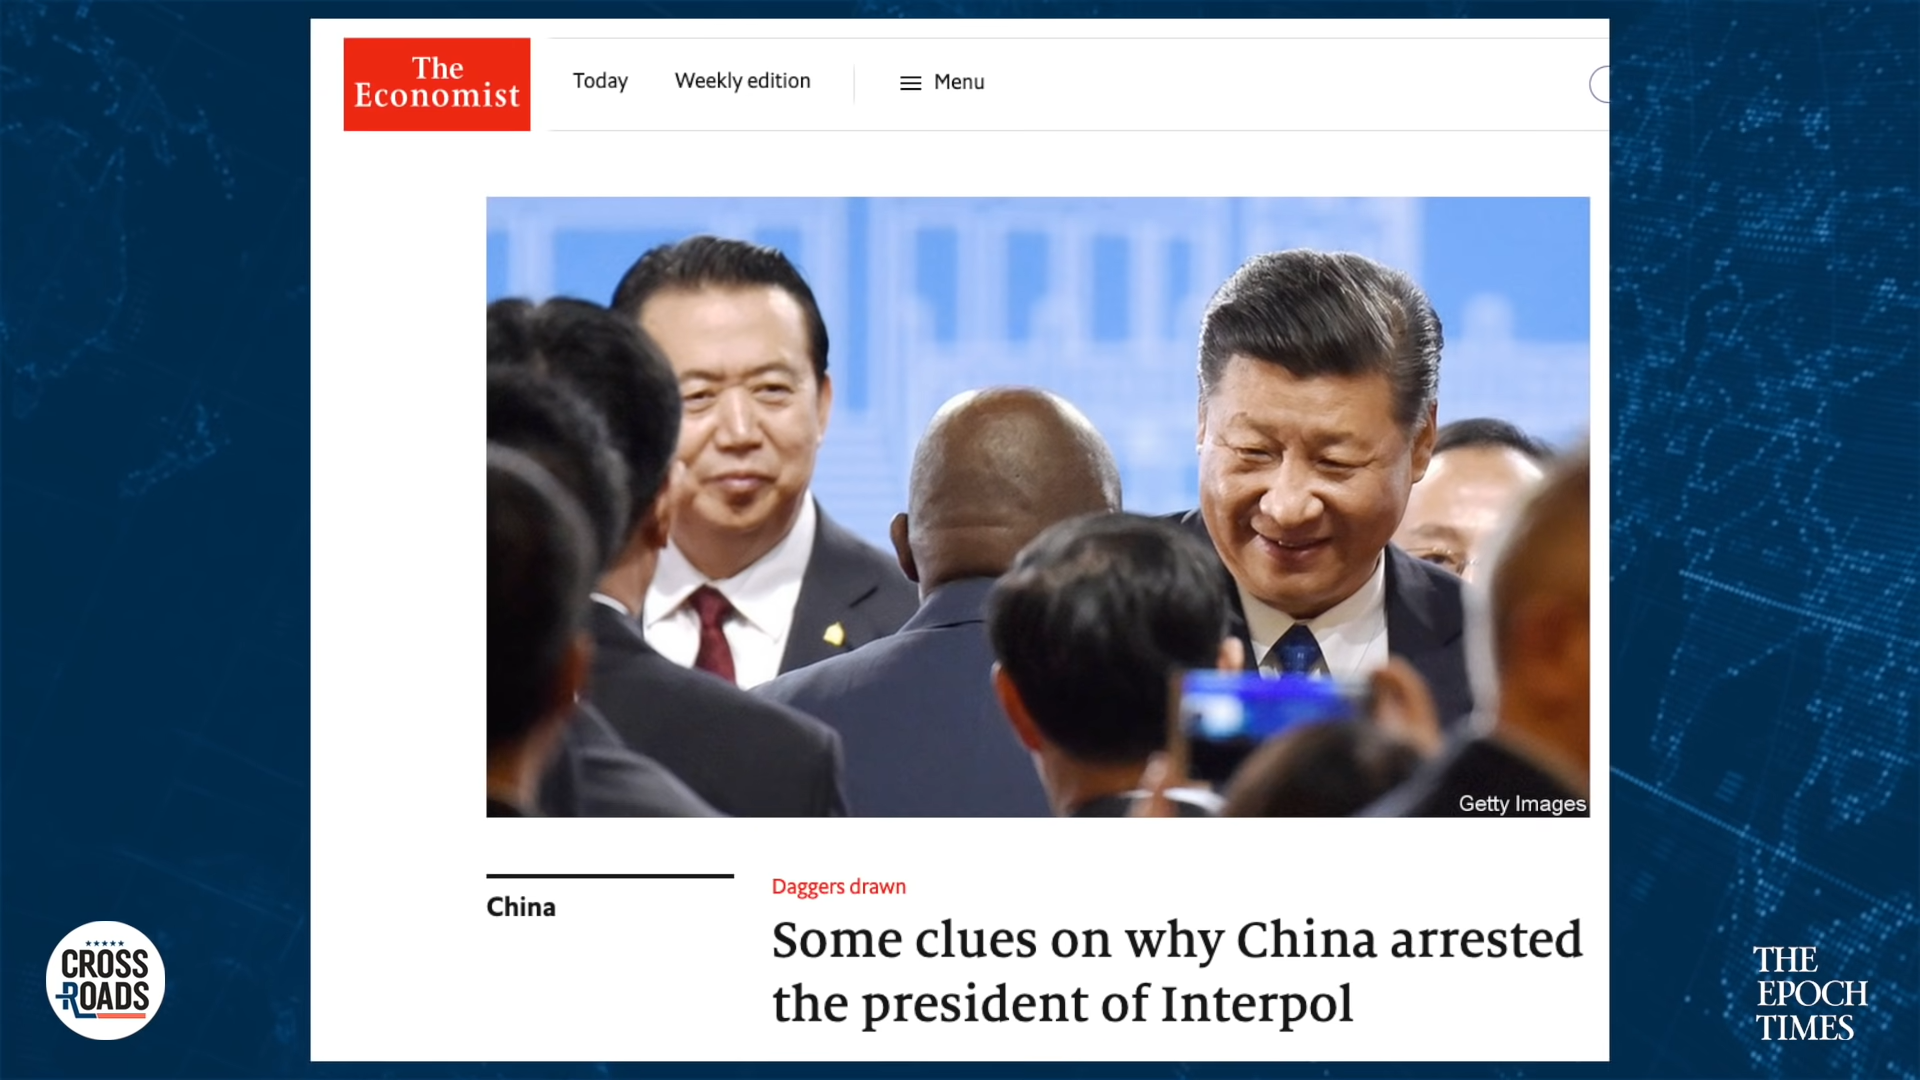 The
Economist
Today
Weekly edition
Menu
Getty Images
China
Daggers drawn
Some clues on why China arrested
the president of Interpol
CROSS
ROADS
THE
EPOCH
TIMES